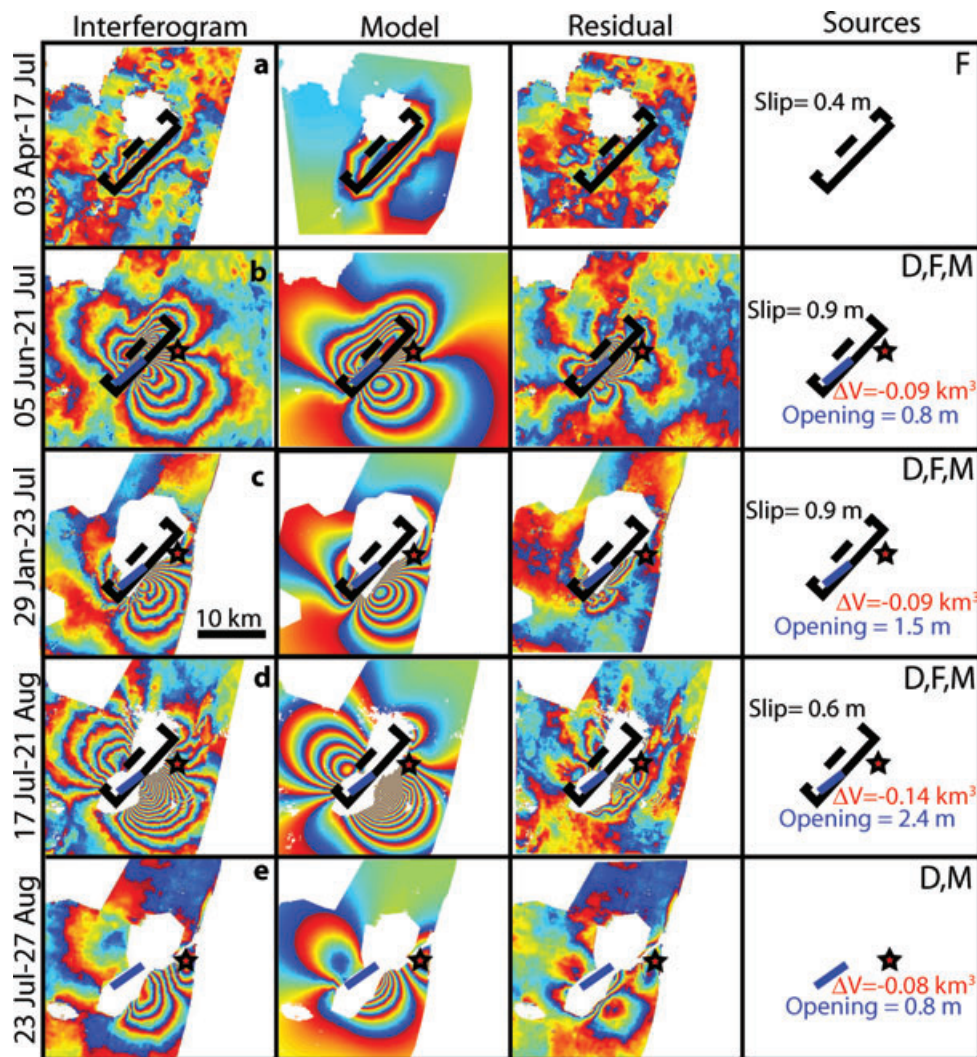 Interferogram Model Residual Sources
03 Apr-17 Jul
a
F
Slip= 0.4 m
05 Jun-21 Jul
b
D,F,M
Slip= 0.9 m
ΔV=-0.09 km³
Opening = 0.8 m
29 Jan-23 Jul
c
10 km
D,F,M
Slip= 0.9 m
ΔV=-0.09 km³
Opening = 1.5 m
17 Jul-21 Aug
d
D,F,M
Slip= 0.6 m
ΔV=-0.14 km³
Opening = 2.4 m
23 Jul-27 Aug
e
D,M
ΔV=-0.08 km³
Opening = 0.8 m